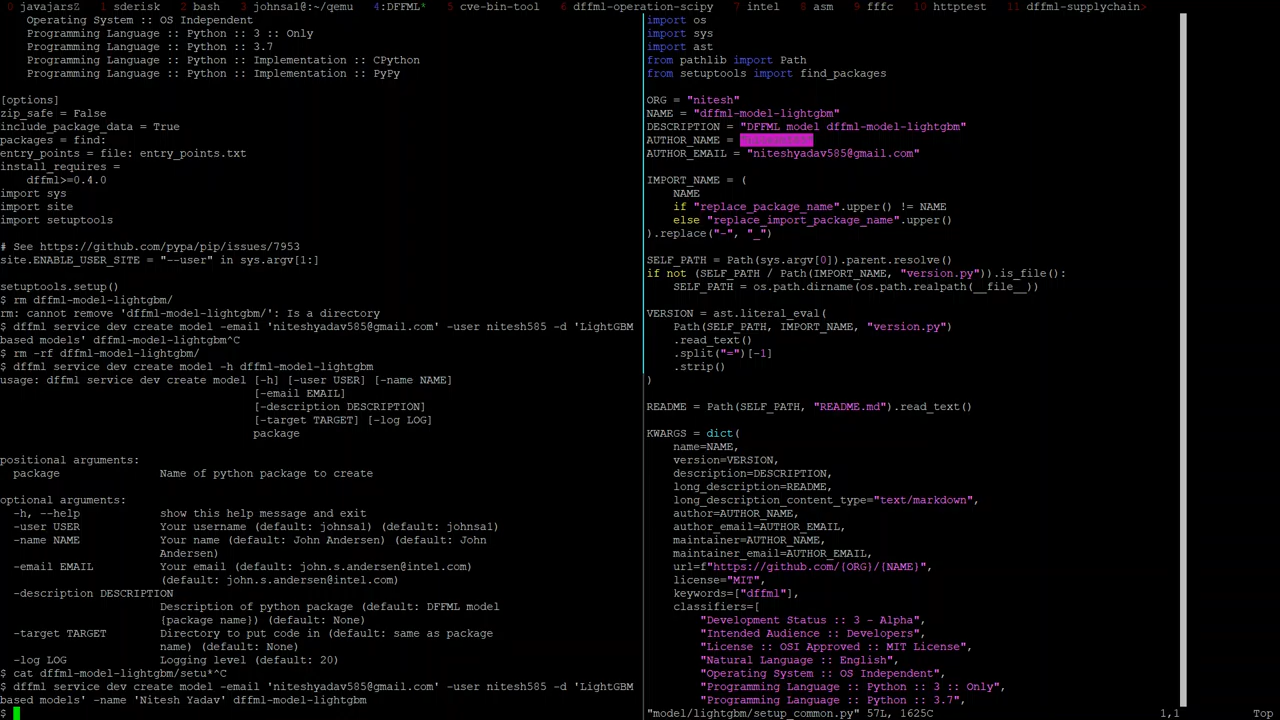 0 javajarsZ  1 sderisk  2 bash  3 johnsal@:~/qemu  4:DFFML*  5 cve-bin-tool  6 dffml-operation-scipy  7 intel  8 asm  9 fffc  10 httptest  11 dffml-supplychain>
    Operating System :: OS Independent
    Programming Language :: Python :: 3 :: Only
    Programming Language :: Python :: 3.7
    Programming Language :: Python :: Implementation :: CPython
    Programming Language :: Python :: Implementation :: PyPy
[options]
zip_safe = False
include_package_data = True
packages = find:
entry_points = file: entry_points.txt
install_requires =
    dffml>=0.4.0
import sys
import site
import setuptools
# See https://github.com/pypa/pip/issues/7953
site.ENABLE_USER_SITE = "--user" in sys.argv[1:]
setuptools.setup()
$ rm dffml-model-lightgbm/
rm: cannot remove 'dffml-model-lightgbm/': Is a directory
$ dffml service dev create model -email 'niteshyadav585@gmail.com' -user nitesh585 -d 'LightGBM
based models' dffml-model-lightgbm^C
$ rm -rf dffml-model-lightgbm/
$ dffml service dev create model -h dffml-model-lightgbm
usage: dffml service dev create model [-h] [-user USER] [-name NAME]
[-email EMAIL]
[-description DESCRIPTION]
[-target TARGET] [-log LOG]
package
positional arguments:
  package               Name of python package to create
optional arguments:
  -h, --help            show this help message and exit
  -user USER            Your username (default: johnsal) (default: johnsal)
  -name NAME            Your name (default: John Andersen) (default: John
Andersen)
  -email EMAIL          Your email (default: john.s.andersen@intel.com)
(default: john.s.andersen@intel.com)
  -description DESCRIPTION
Description of python package (default: DFFML model
{package name}) (default: None)
  -target TARGET        Directory to put code in (default: same as package
name) (default: None)
  -log LOG              Logging level (default: 20)
$ cat dffml-model-lightgbm/setu*^C
$ dffml service dev create model -email 'niteshyadav585@gmail.com' -user nitesh585 -d 'LightGBM
based models' -name 'Nitesh Yadav' dffml-model-lightgbm
$
import os
import sys
import ast
from pathlib import Path
from setuptools import find_packages
ORG = "nitesh"
NAME = "dffml-model-lightgbm"
DESCRIPTION = "DFFML model dffml-model-lightgbm"
AUTHOR_NAME =
AUTHOR_EMAIL = "niteshyadav585@gmail.com"
IMPORT_NAME = (
    NAME
    if "replace_package_name".upper() != NAME
    else "replace_import_package_name".upper()
).replace("-", "_")
SELF_PATH = Path(sys.argv[0]).parent.resolve()
if not (SELF_PATH / Path(IMPORT_NAME, "version.py")).is_file():
    SELF_PATH = os.path.dirname(os.path.realpath(__file__))
VERSION = ast.literal_eval(
    Path(SELF_PATH, IMPORT_NAME, "version.py")
    .read_text()
    .split("=")[-1]
    .strip()
)
README = Path(SELF_PATH, "README.md").read_text()
KWARGS = dict(
    name=NAME,
    version=VERSION,
    description=DESCRIPTION,
    long_description=README,
    long_description_content_type="text/markdown",
    author=AUTHOR_NAME,
    author_email=AUTHOR_EMAIL,
    maintainer=AUTHOR_NAME,
    maintainer_email=AUTHOR_EMAIL,
    url=f"https://github.com/{ORG}/{NAME}",
    license="MIT",
    keywords=["dffml"],
    classifiers=[
        "Development Status :: 3 - Alpha",
        "Intended Audience :: Developers",
        "License :: OSI Approved :: MIT License",
        "Natural Language :: English",
        "Operating System :: OS Independent",
        "Programming Language :: Python :: 3 :: Only",
        "Programming Language :: Python :: 3.7",
"model/lightgbm/setup_common.py" 57L, 1625C    1,1    Top